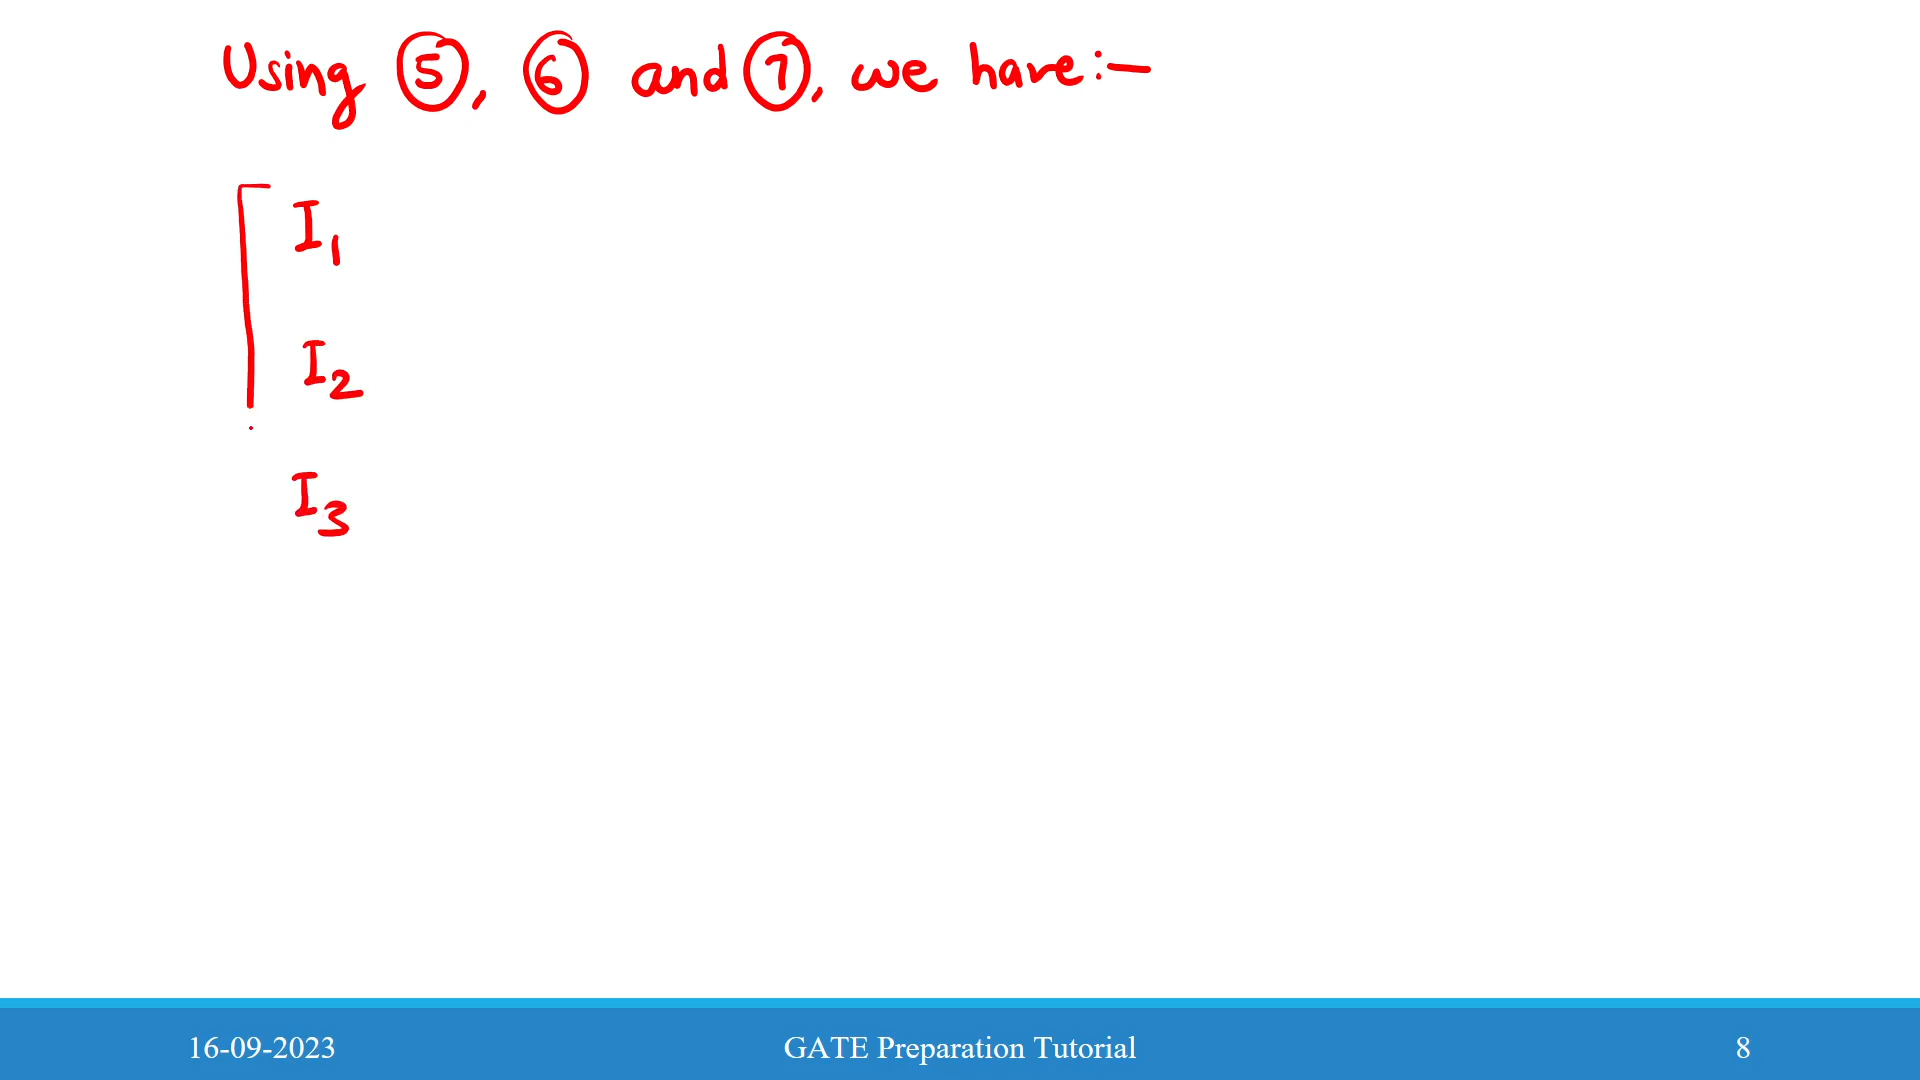 Using ⑤, ⑥ and ⑦, we have:-
I₁
I₂
I₃
16-09-2023 GATE Preparation Tutorial 8